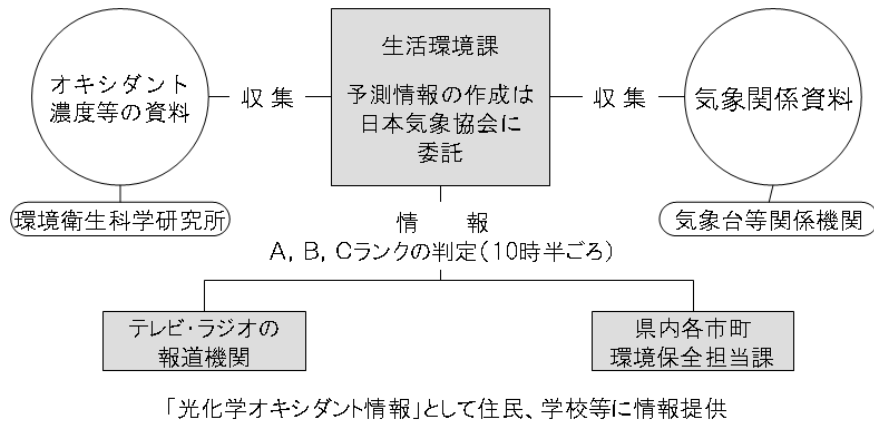 オキシダント
濃度等の資料
収 集
生活環境課
予測情報の作成は
日本気象協会に
委託
収 集
気象関係資料
環境衛生科学研究所
気象台等関係機関
情　報
A, B, Cランクの判定（10時半ごろ）
テレビ・ラジオの
報道機関
県内各市町
環境保全担当課
「光化学オキシダント情報」として住民、学校等に情報提供